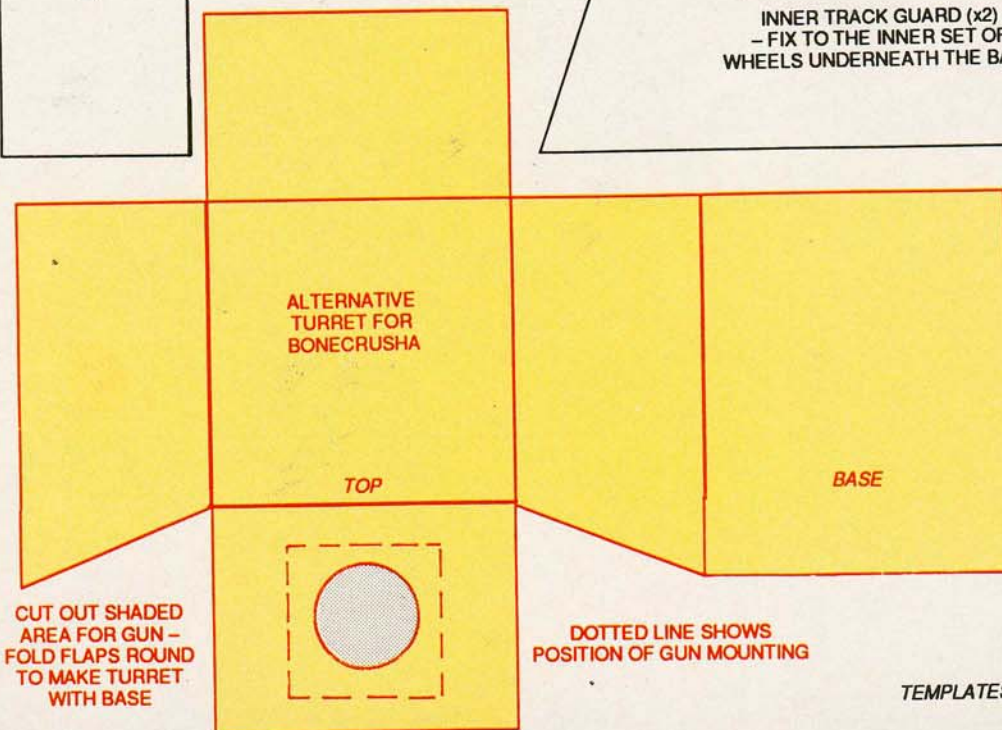 INNER TRACK GUARD (x2)
– FIX TO THE INNER SET OF
WHEELS UNDERNEATH THE
ALTERNATIVE
TURRET FOR
BONECRUSHA
TOP
BASE
CUT OUT SHADED
AREA FOR GUN –
FOLD FLAPS ROUND
TO MAKE TURRET
WITH BASE
DOTTED LINE SHOWS
POSITION OF GUN MOUNTING
TEMPLATES